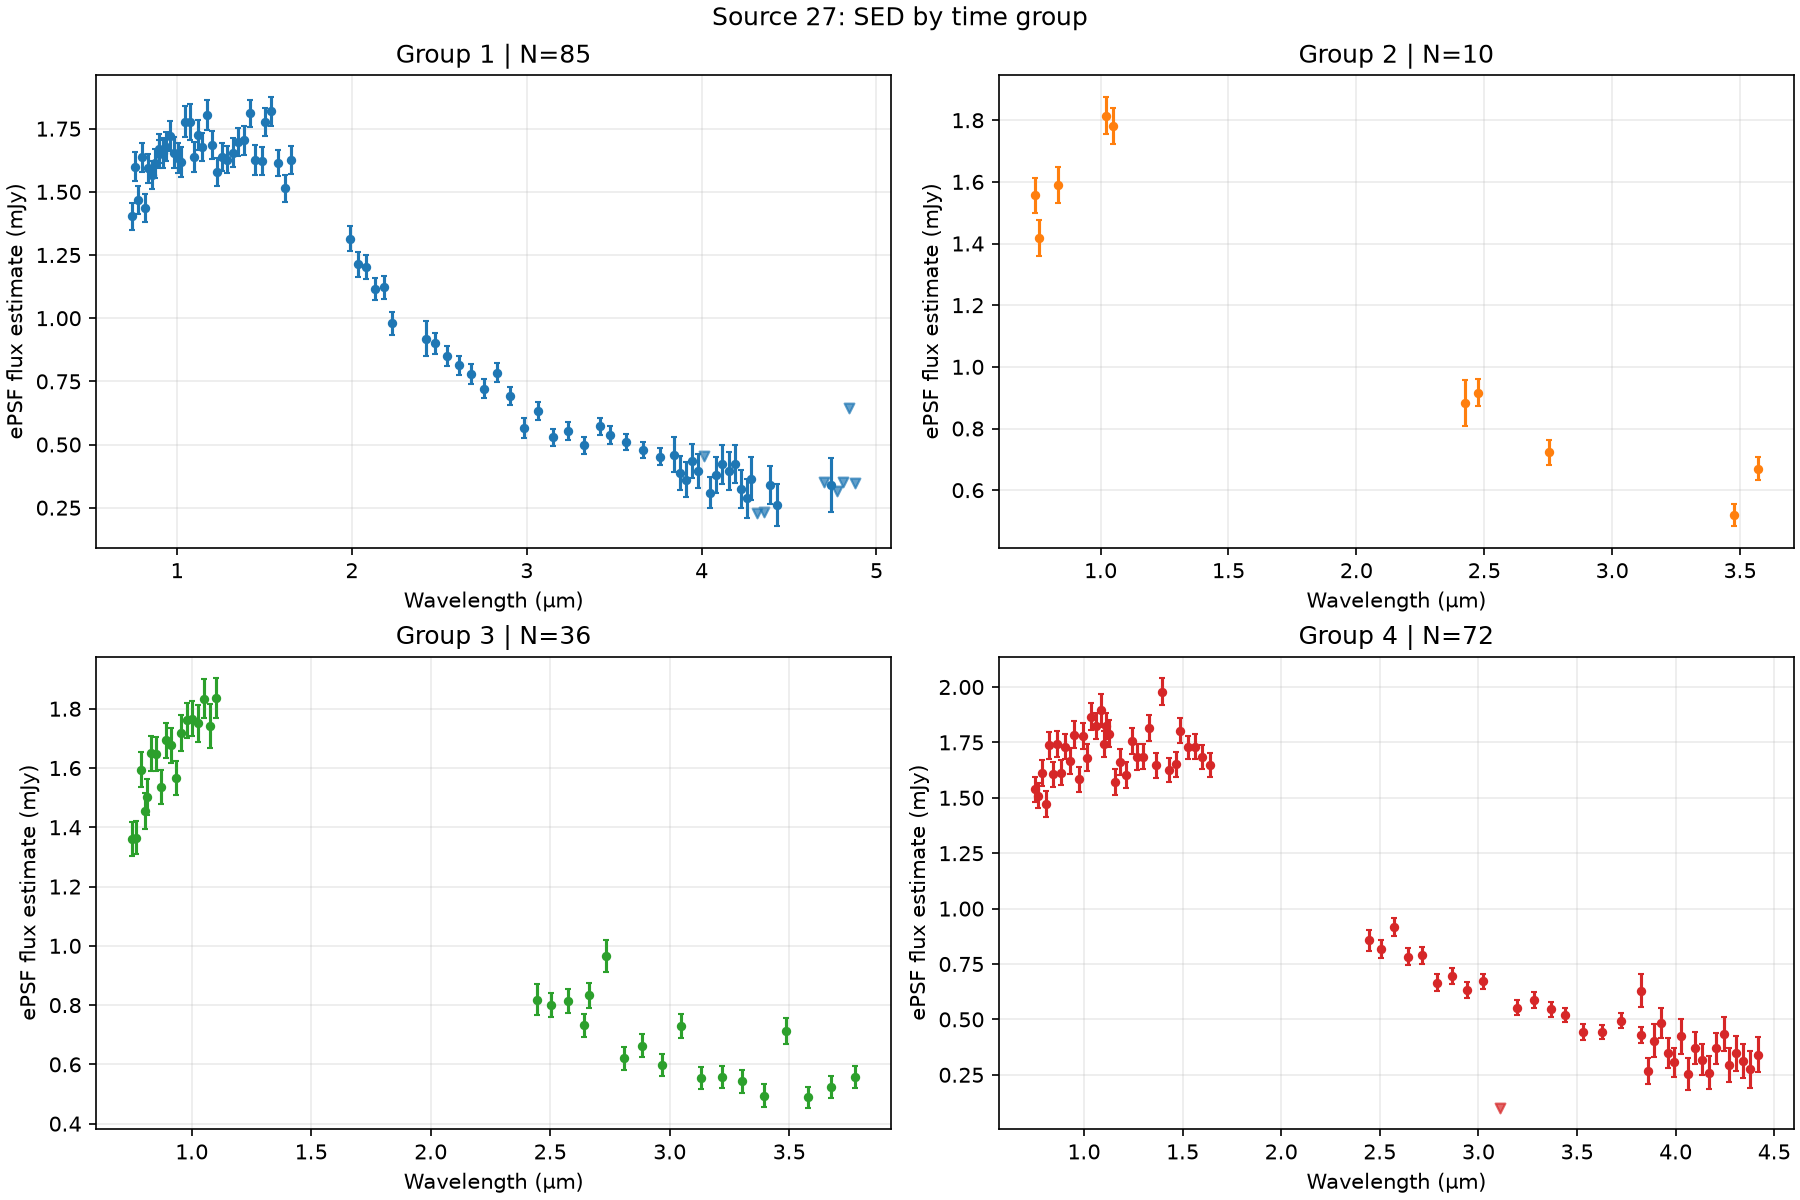 Source 27: SED by time group
Group 1 | N=85
ePSF flux estimate (mJy)
1.75
1.50
1.25
1.00
0.75
0.50
0.25
1 2 3 4 5
Wavelength (μm)
Group 2 | N=10
ePSF flux estimate (mJy)
1.8
1.6
1.4
1.2
1.0
0.8
0.6
1.0 1.5 2.0 2.5 3.0 3.5
Wavelength (μm)
Group 3 | N=36
ePSF flux estimate (mJy)
1.8
1.6
1.4
1.2
1.0
0.8
0.6
0.4
1.0 1.5 2.0 2.5 3.0 3.5
Wavelength (μm)
Group 4 | N=72
ePSF flux estimate (mJy)
2.00
1.75
1.50
1.25
1.00
0.75
0.50
0.25
1.0 1.5 2.0 2.5 3.0 3.5 4.0 4.5
Wavelength (μm)